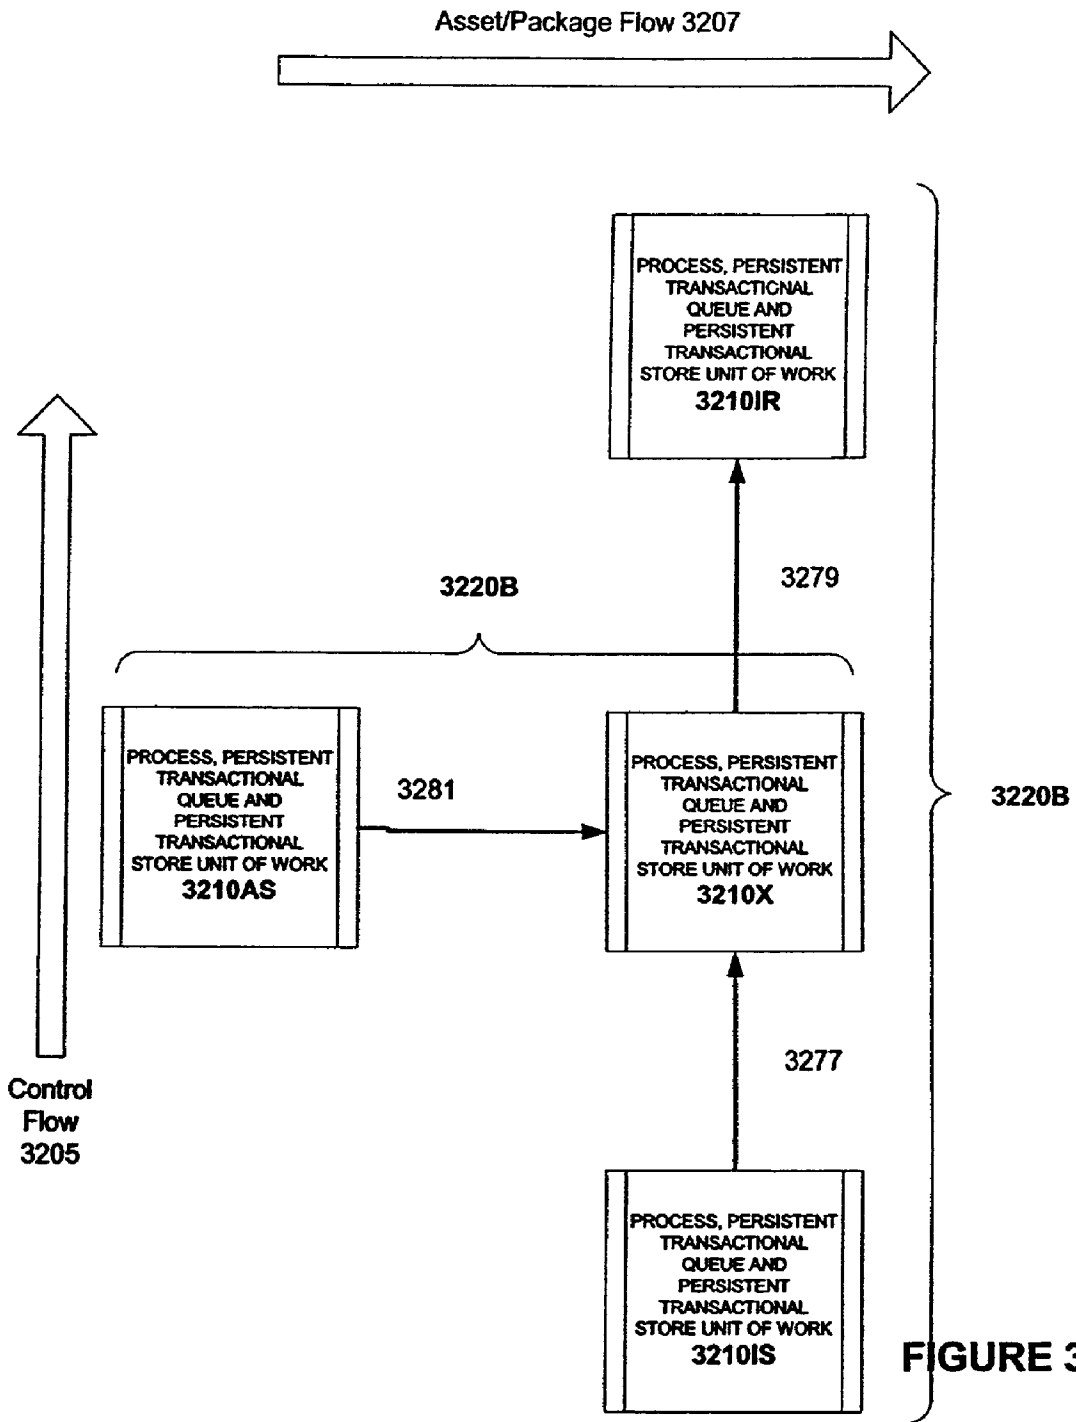 Asset/Package Flow 3207
PROCESS, PERSISTENT
TRANSACTIONAL
QUEUE AND
PERSISTENT
TRANSACTIONAL
STORE UNIT OF WORK
3210IR
3279
3220B
PROCESS, PERSISTENT
TRANSACTIONAL
QUEUE AND
PERSISTENT
TRANSACTIONAL
STORE UNIT OF WORK
3210AS
3281
PROCESS, PERSISTENT
TRANSACTIONAL
QUEUE AND
PERSISTENT
TRANSACTIONAL
STORE UNIT OF WORK
3210X
3220B
3277
Control
Flow
3205
PROCESS, PERSISTENT
TRANSACTIONAL
QUEUE AND
PERSISTENT
TRANSACTIONAL
STORE UNIT OF WORK
3210IS
FIGURE 3